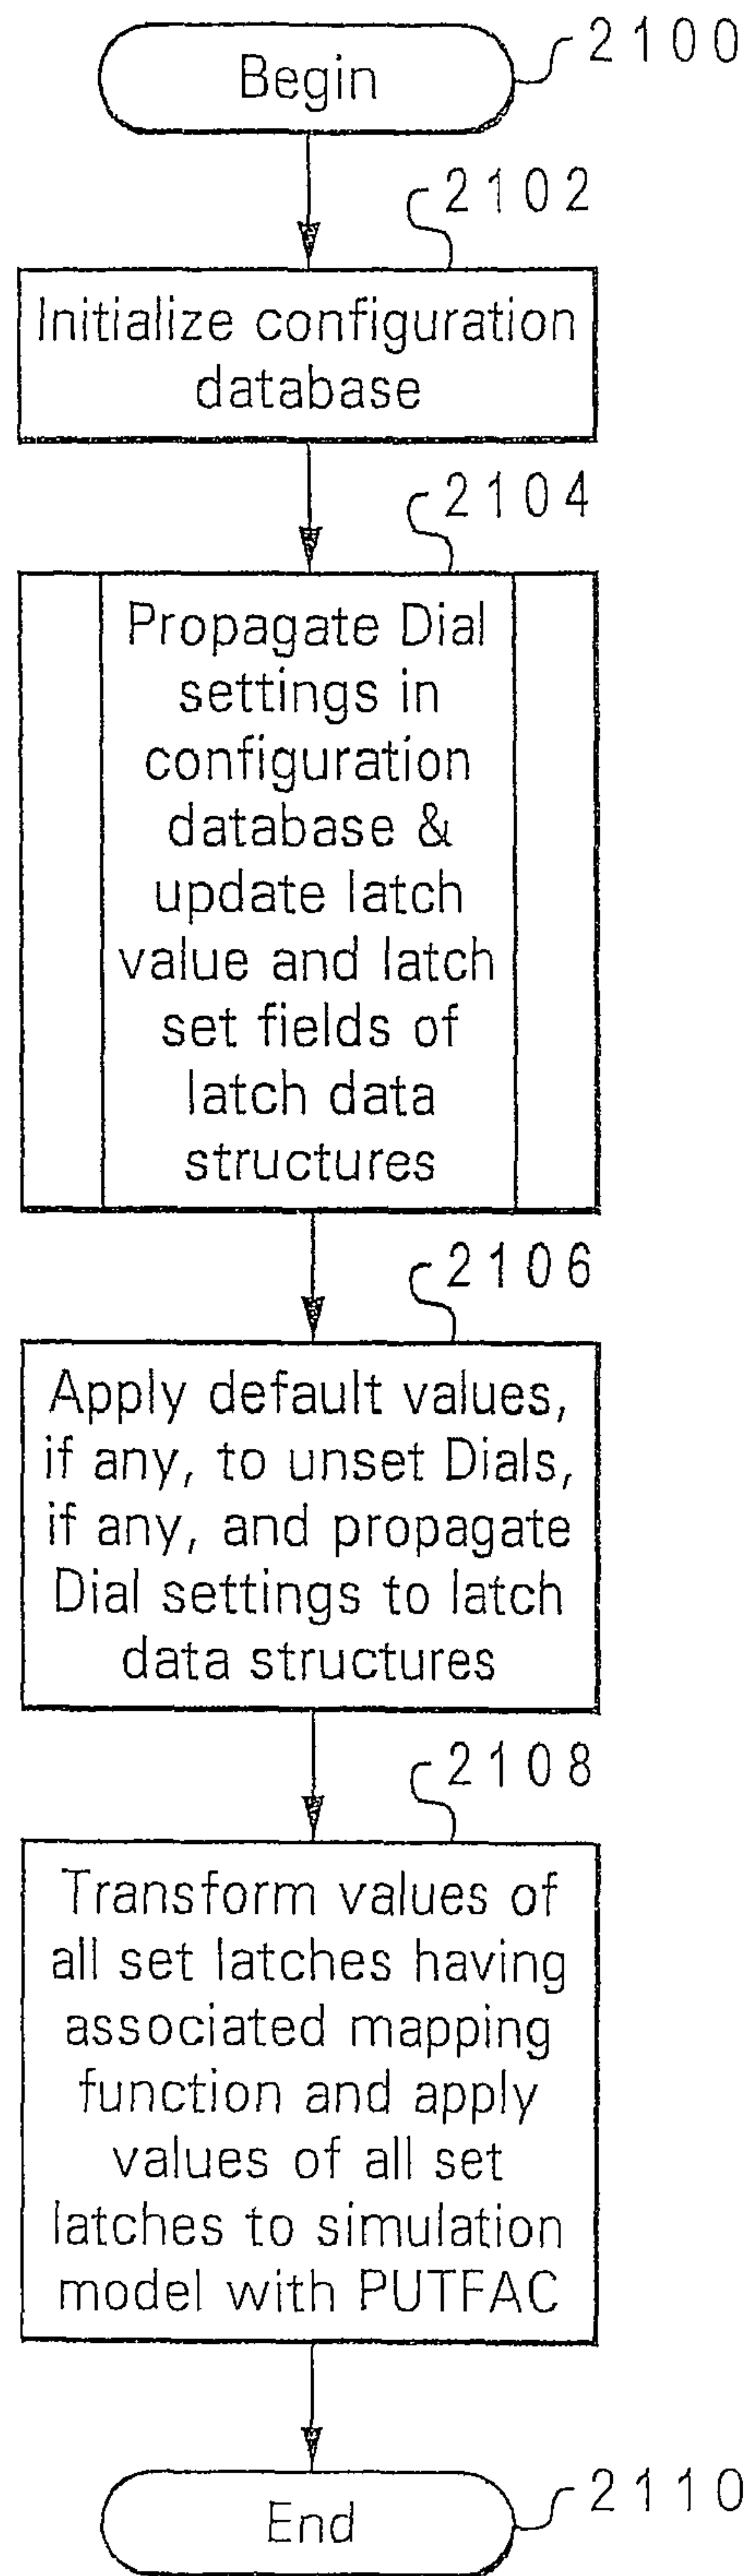 Begin
2100
2102
Initialize configuration
database
2104
Propagate Dial
settings in
configuration
database &
update latch
value and latch
set fields of
latch data
structures
2106
Apply default values,
if any, to unset Dials,
if any, and propagate
Dial settings to latch
data structures
2108
Transform values of
all set latches having
associated mapping
function and apply
values of all set
latches to simulation
model with PUTFAC
End
2110